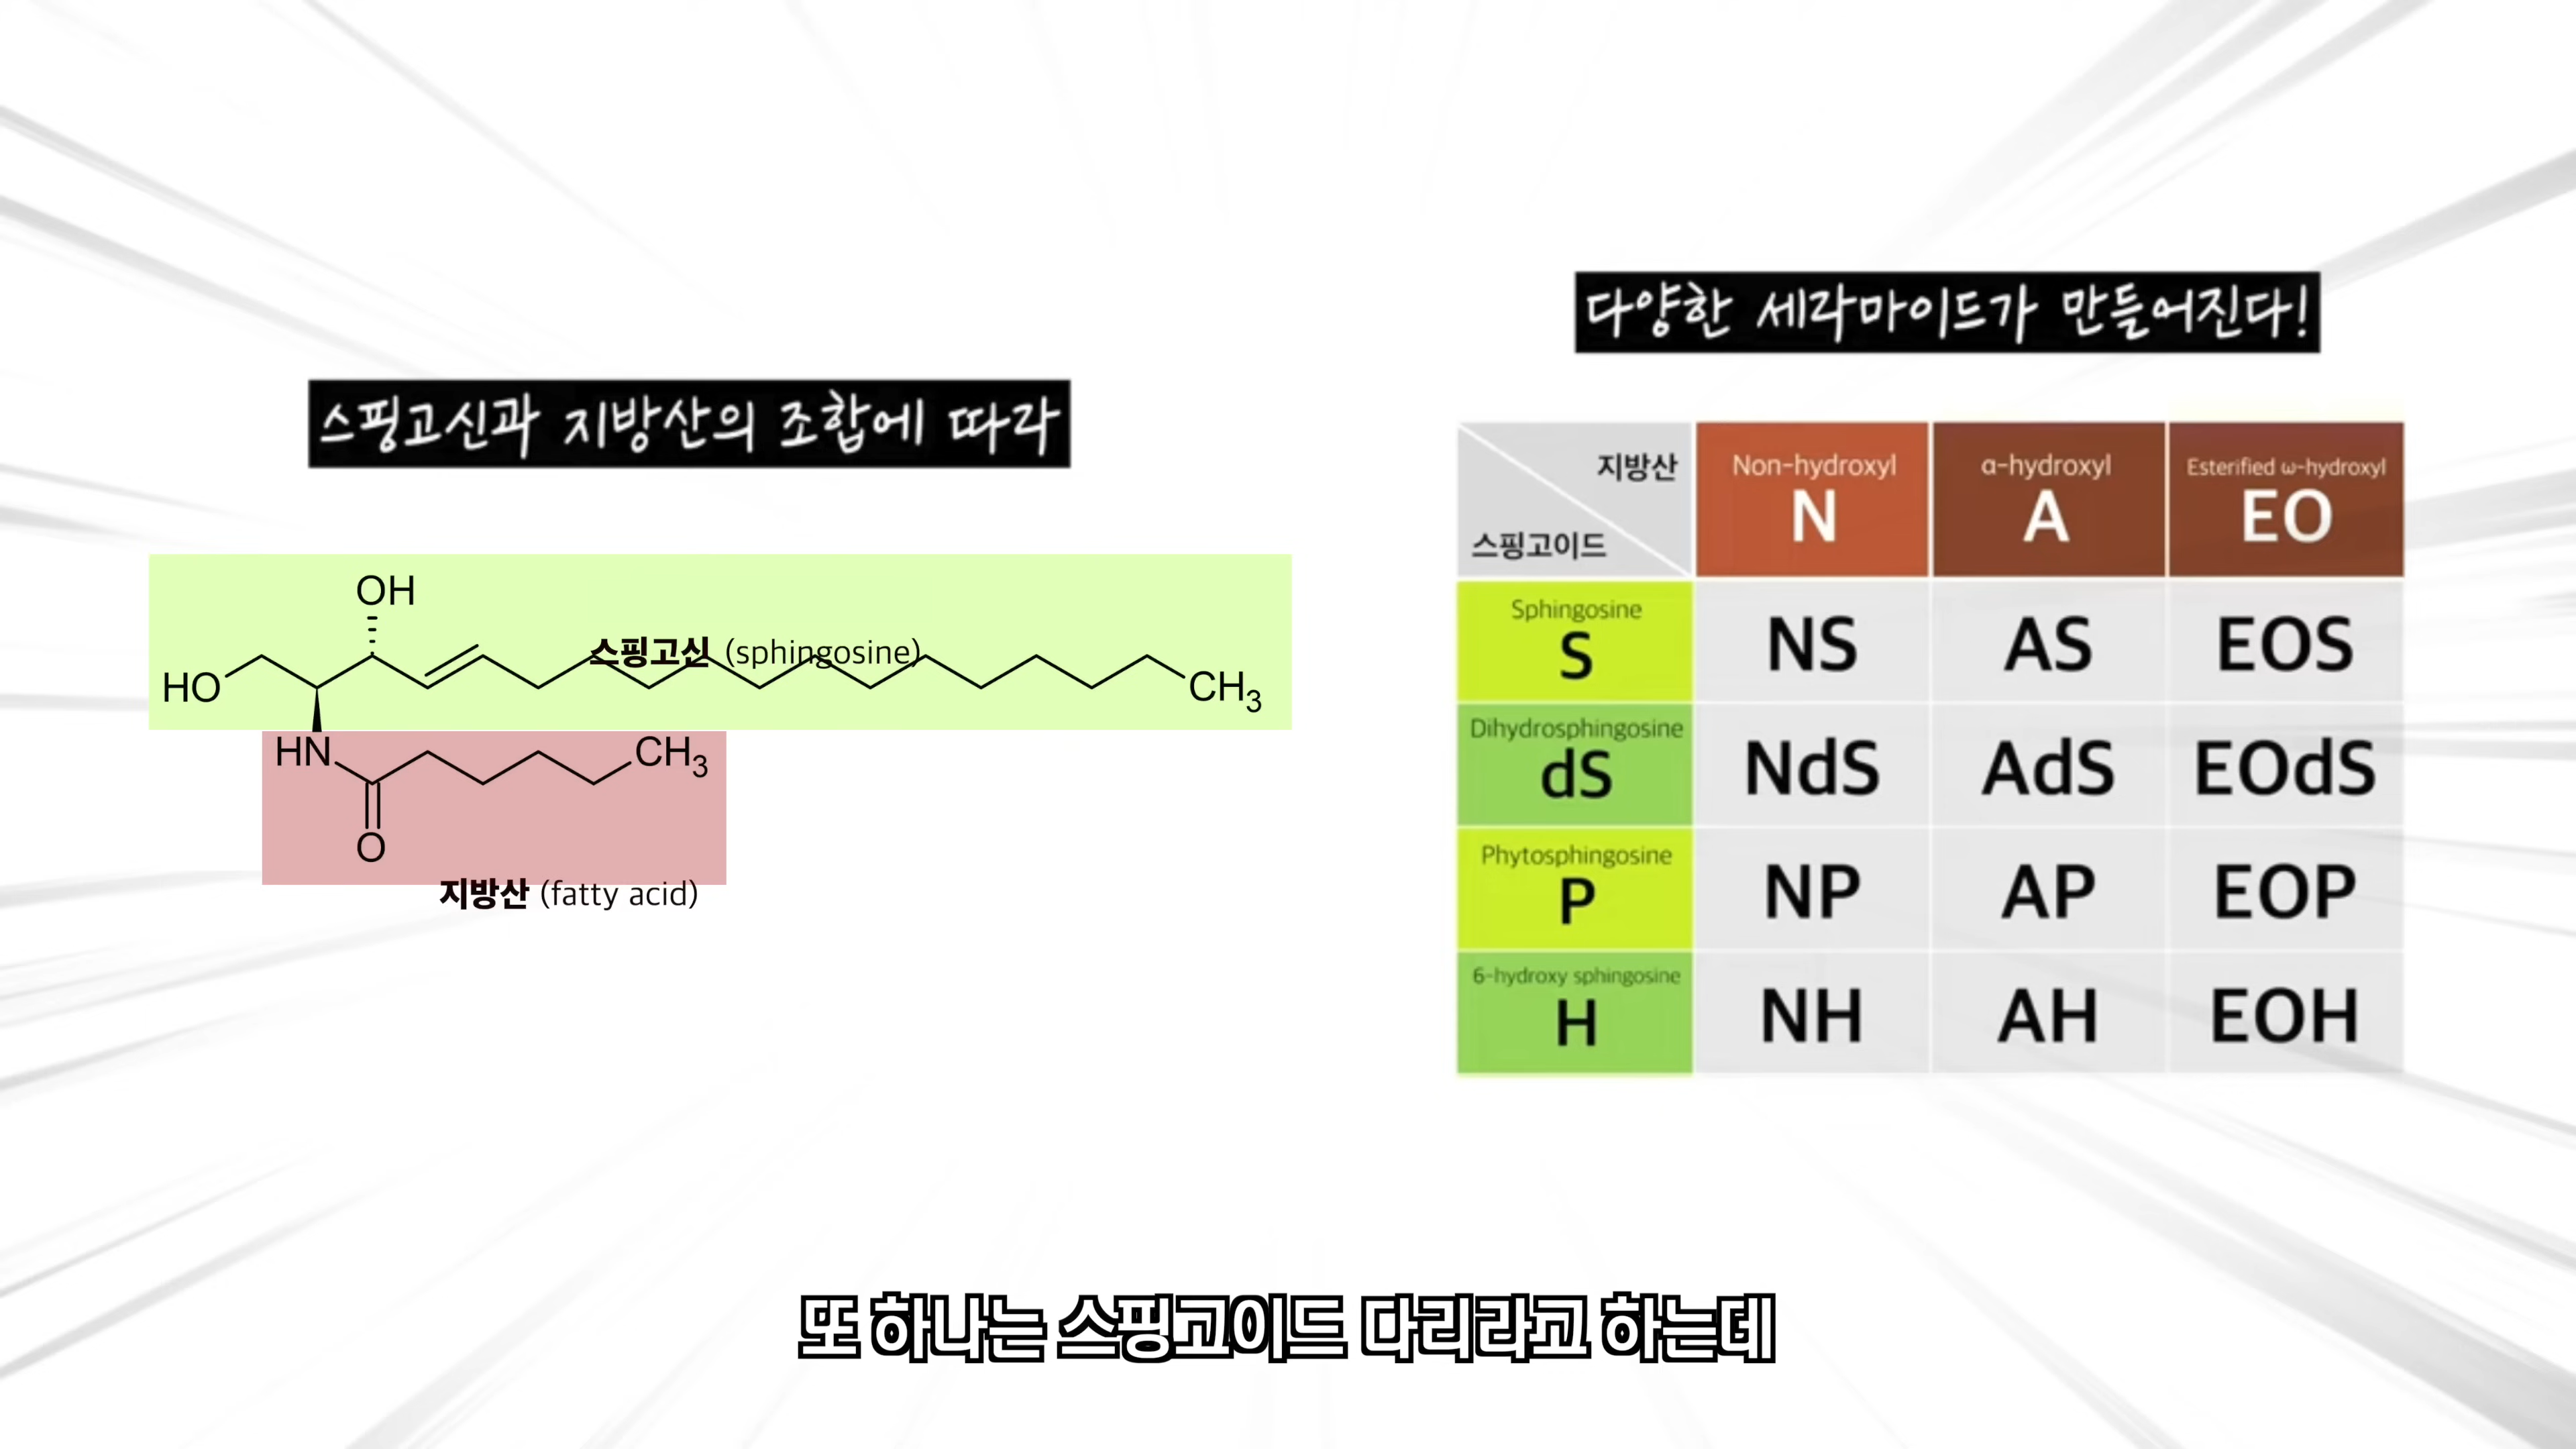 다양한 세라마이드가 만들어진다!
스핑고신과 지방산의 조합에 따라
OH
HO
스핑고신 (sphingosine)
CH3
HN
CH3
O
지방산 (fatty acid)
지방산
스핑고이드
Non-hydroxyl
N
α-hydroxyl
A
Esterified ω-hydroxyl
EO
Sphingosine
S
NS
AS
EOS
Dihydrosphingosine
dS
NdS
AdS
EOdS
Phytosphingosine
P
NP
AP
EOP
6-hydroxy sphingosine
H
NH
AH
EOH
또 하나는 스핑고이드 다리라고 하는데